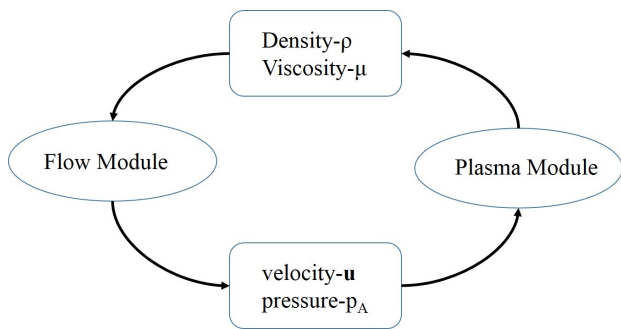 Density-ρ
Viscosity-μ
Flow Module
Plasma Module
velocity-u
pressure-pA